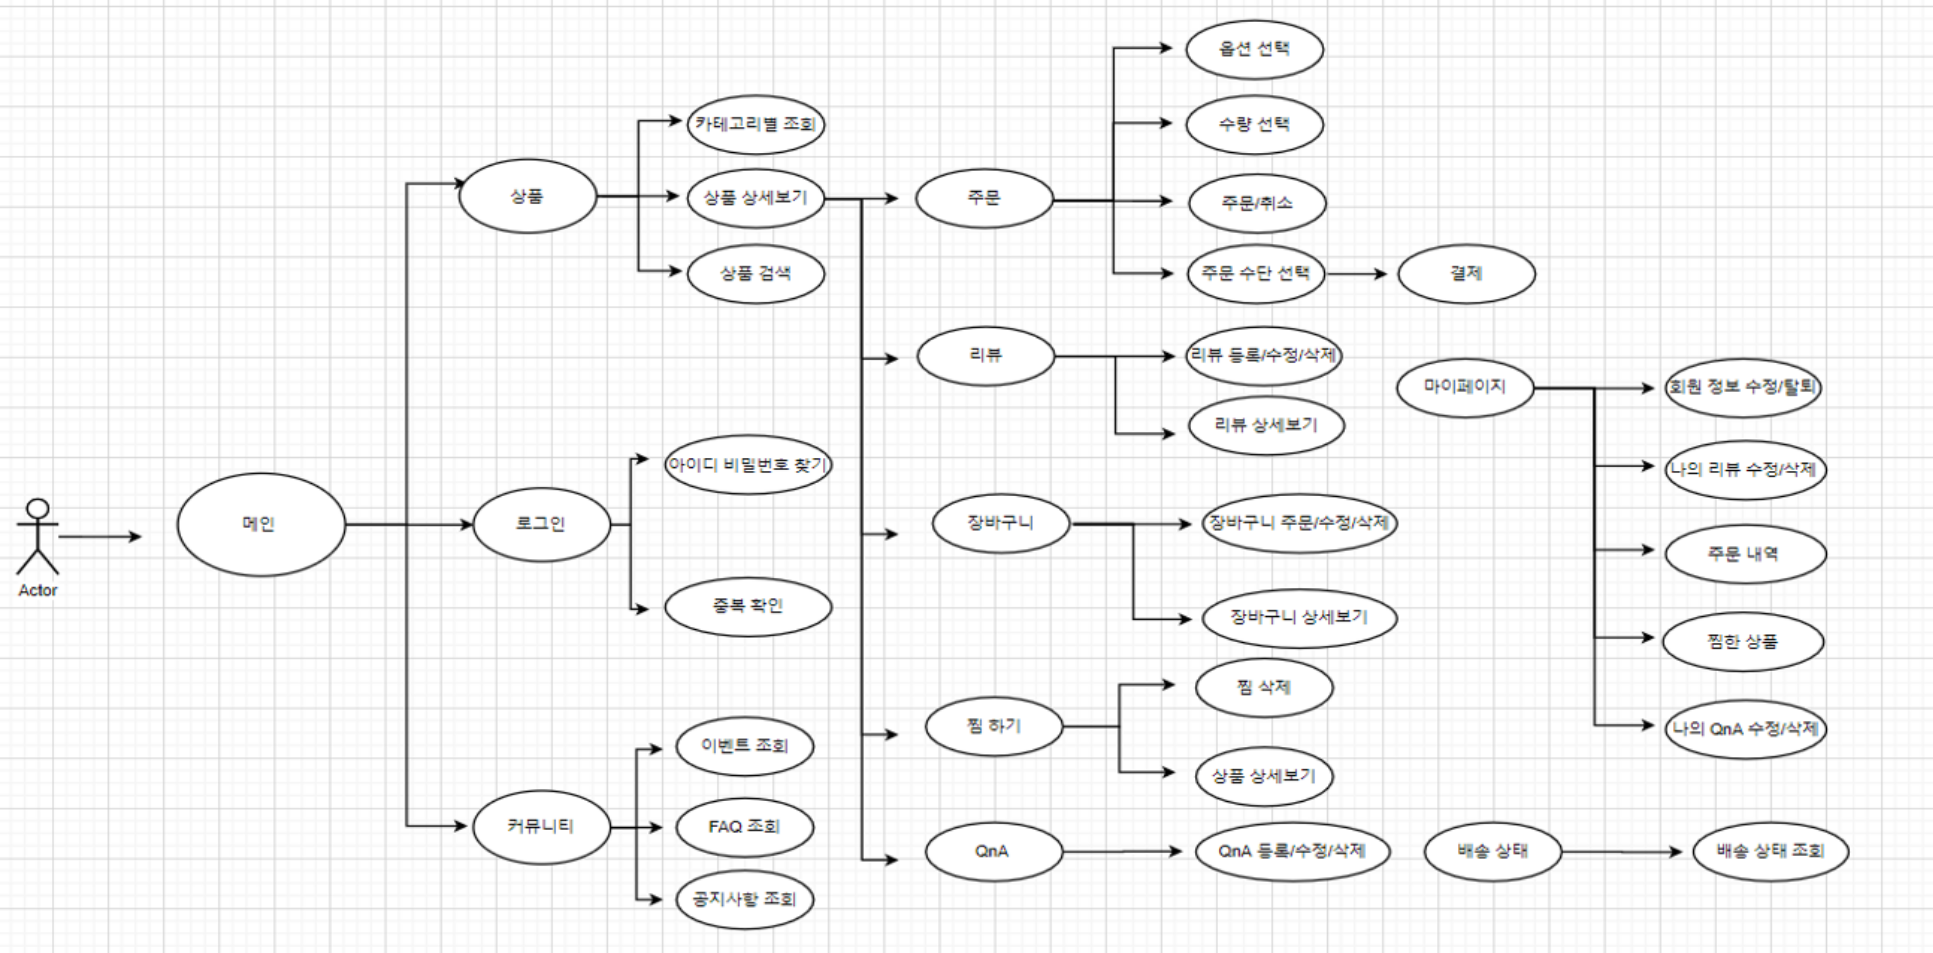 옵션 선택
카테고리별 조회
수량 선택
상품
상품 상세보기
주문
주문/취소
상품 검색
주문 수단 선택
결제
리뷰
리뷰 등록/수정/삭제
마이페이지
회원 정보 수정/탈퇴
리뷰 상세보기
아이디 비밀번호 찾기
나의 리뷰 수정/삭제
메인
로그인
장바구니
장바구니 주문/수정/삭제
주문 내역
Actor
중복 확인
장바구니 상세보기
찜한 상품
찜 삭제
이벤트 조회
찜 하기
나의 QnA 수정/삭제
상품 상세보기
커뮤니티
FAQ 조회
QnA
QnA 등록/수정/삭제
배송 상태
배송 상태 조회
공지사항 조회